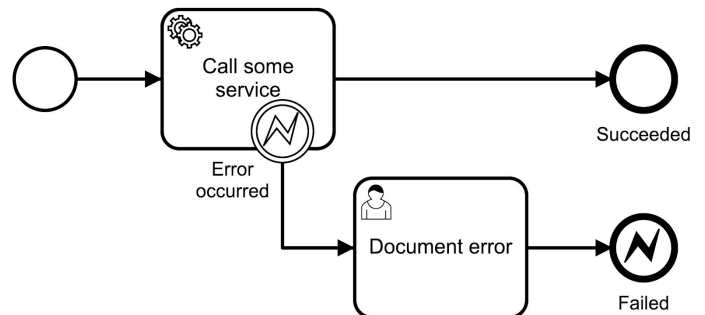 Call some
service
Succeeded
Error
occurred
Document error
Failed